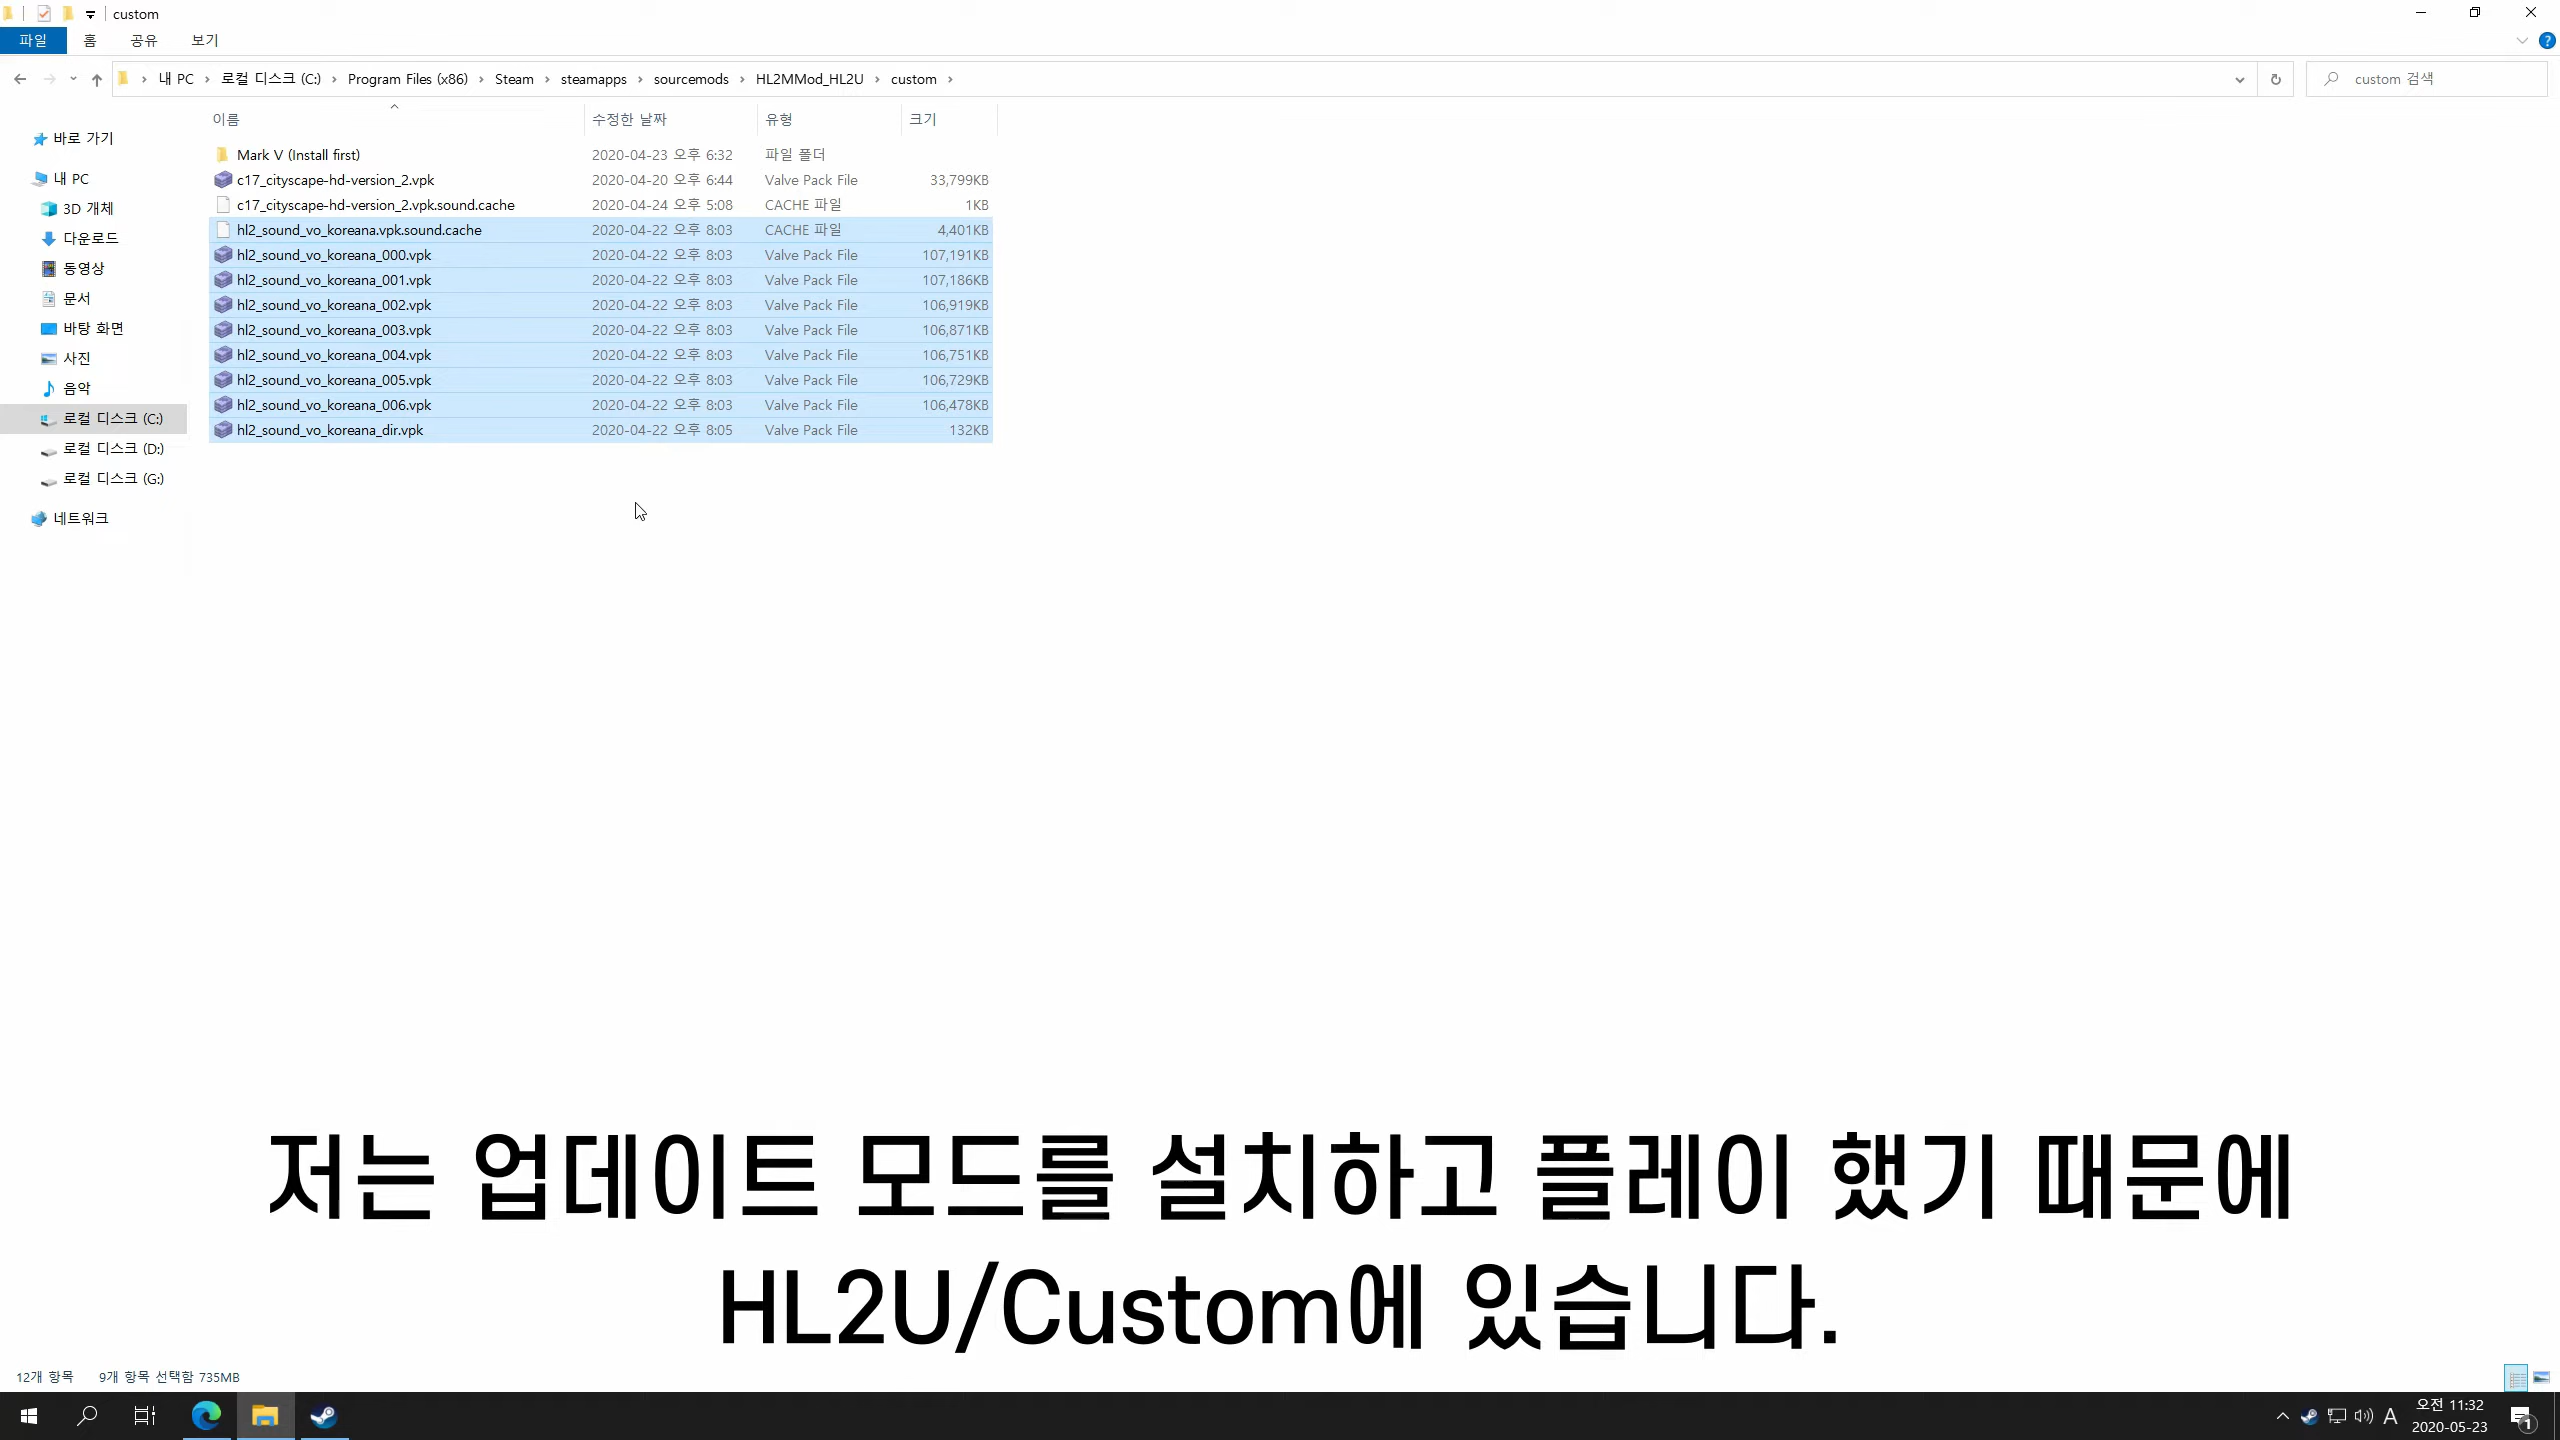 custom
파일 홈 공유 보기
내 PC 로컬 디스크 (C:) Program Files (x86) Steam steamapps sourcemods HL2MMod_HL2U custom
custom 검색
이름 수정한 날짜 유형 크기
바로 가기
내 PC
3D 개체
다운로드
동영상
문서
바탕 화면
사진
음악
로컬 디스크 (C:)
로컬 디스크 (D:)
로컬 디스크 (G:)
네트워크
Mark V (Install first) 2020-04-23 오후 6:32 파일 폴더
c17_cityscape-hd-version_2.vpk 2020-04-20 오후 6:44 Valve Pack File 33,799KB
c17_cityscape-hd-version_2.vpk.sound.cache 2020-04-24 오후 5:08 CACHE 파일 1KB
hl2_sound_vo_koreana.vpk.sound.cache 2020-04-22 오후 8:03 CACHE 파일 4,401KB
hl2_sound_vo_koreana_000.vpk 2020-04-22 오후 8:03 Valve Pack File 107,191KB
hl2_sound_vo_koreana_001.vpk 2020-04-22 오후 8:03 Valve Pack File 107,186KB
hl2_sound_vo_koreana_002.vpk 2020-04-22 오후 8:03 Valve Pack File 106,919KB
hl2_sound_vo_koreana_003.vpk 2020-04-22 오후 8:03 Valve Pack File 106,871KB
hl2_sound_vo_koreana_004.vpk 2020-04-22 오후 8:03 Valve Pack File 106,751KB
hl2_sound_vo_koreana_005.vpk 2020-04-22 오후 8:03 Valve Pack File 106,729KB
hl2_sound_vo_koreana_006.vpk 2020-04-22 오후 8:03 Valve Pack File 106,478KB
hl2_sound_vo_koreana_dir.vpk 2020-04-22 오후 8:05 Valve Pack File 132KB
저는 업데이트 모드를 설치하고 플레이 했기 때문에
HL2U/Custom에 있습니다.
12개 항목 9개 항목 선택함 735MB
A
오전 11:32
2020-05-23
1